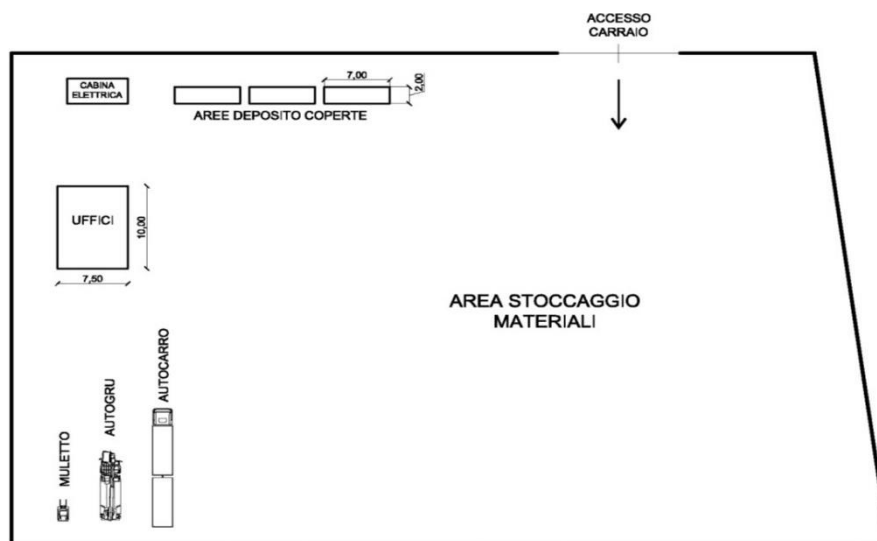 ACCESSO
CARRAIO
CABINA
ELETTRICA
7,00
2,00
AREE DEPOSITO COPERTE
UFFICI
10,00
7,50
AREA STOCCAGGIO
MATERIALI
MULETTO
AUTOGRU
AUTOCARRO